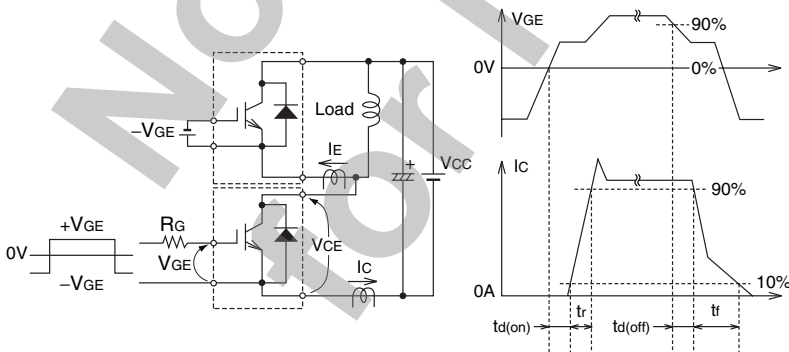 Load
–VGE
IE
+
VCC
+VGE
0V
–VGE
RG
VGE
VCE
IC
VGE
90%
0V
0%
IC
90%
0A
10%
td(on)
tr
td(off)
tf